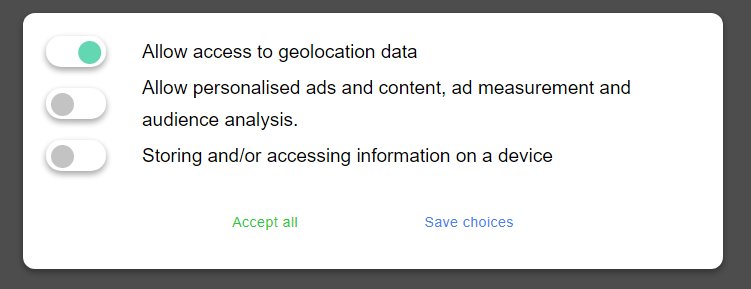 Allow access to geolocation data
Allow personalised ads and content, ad measurement and
audience analysis.
Storing and/or accessing information on a device
Accept all
Save choices